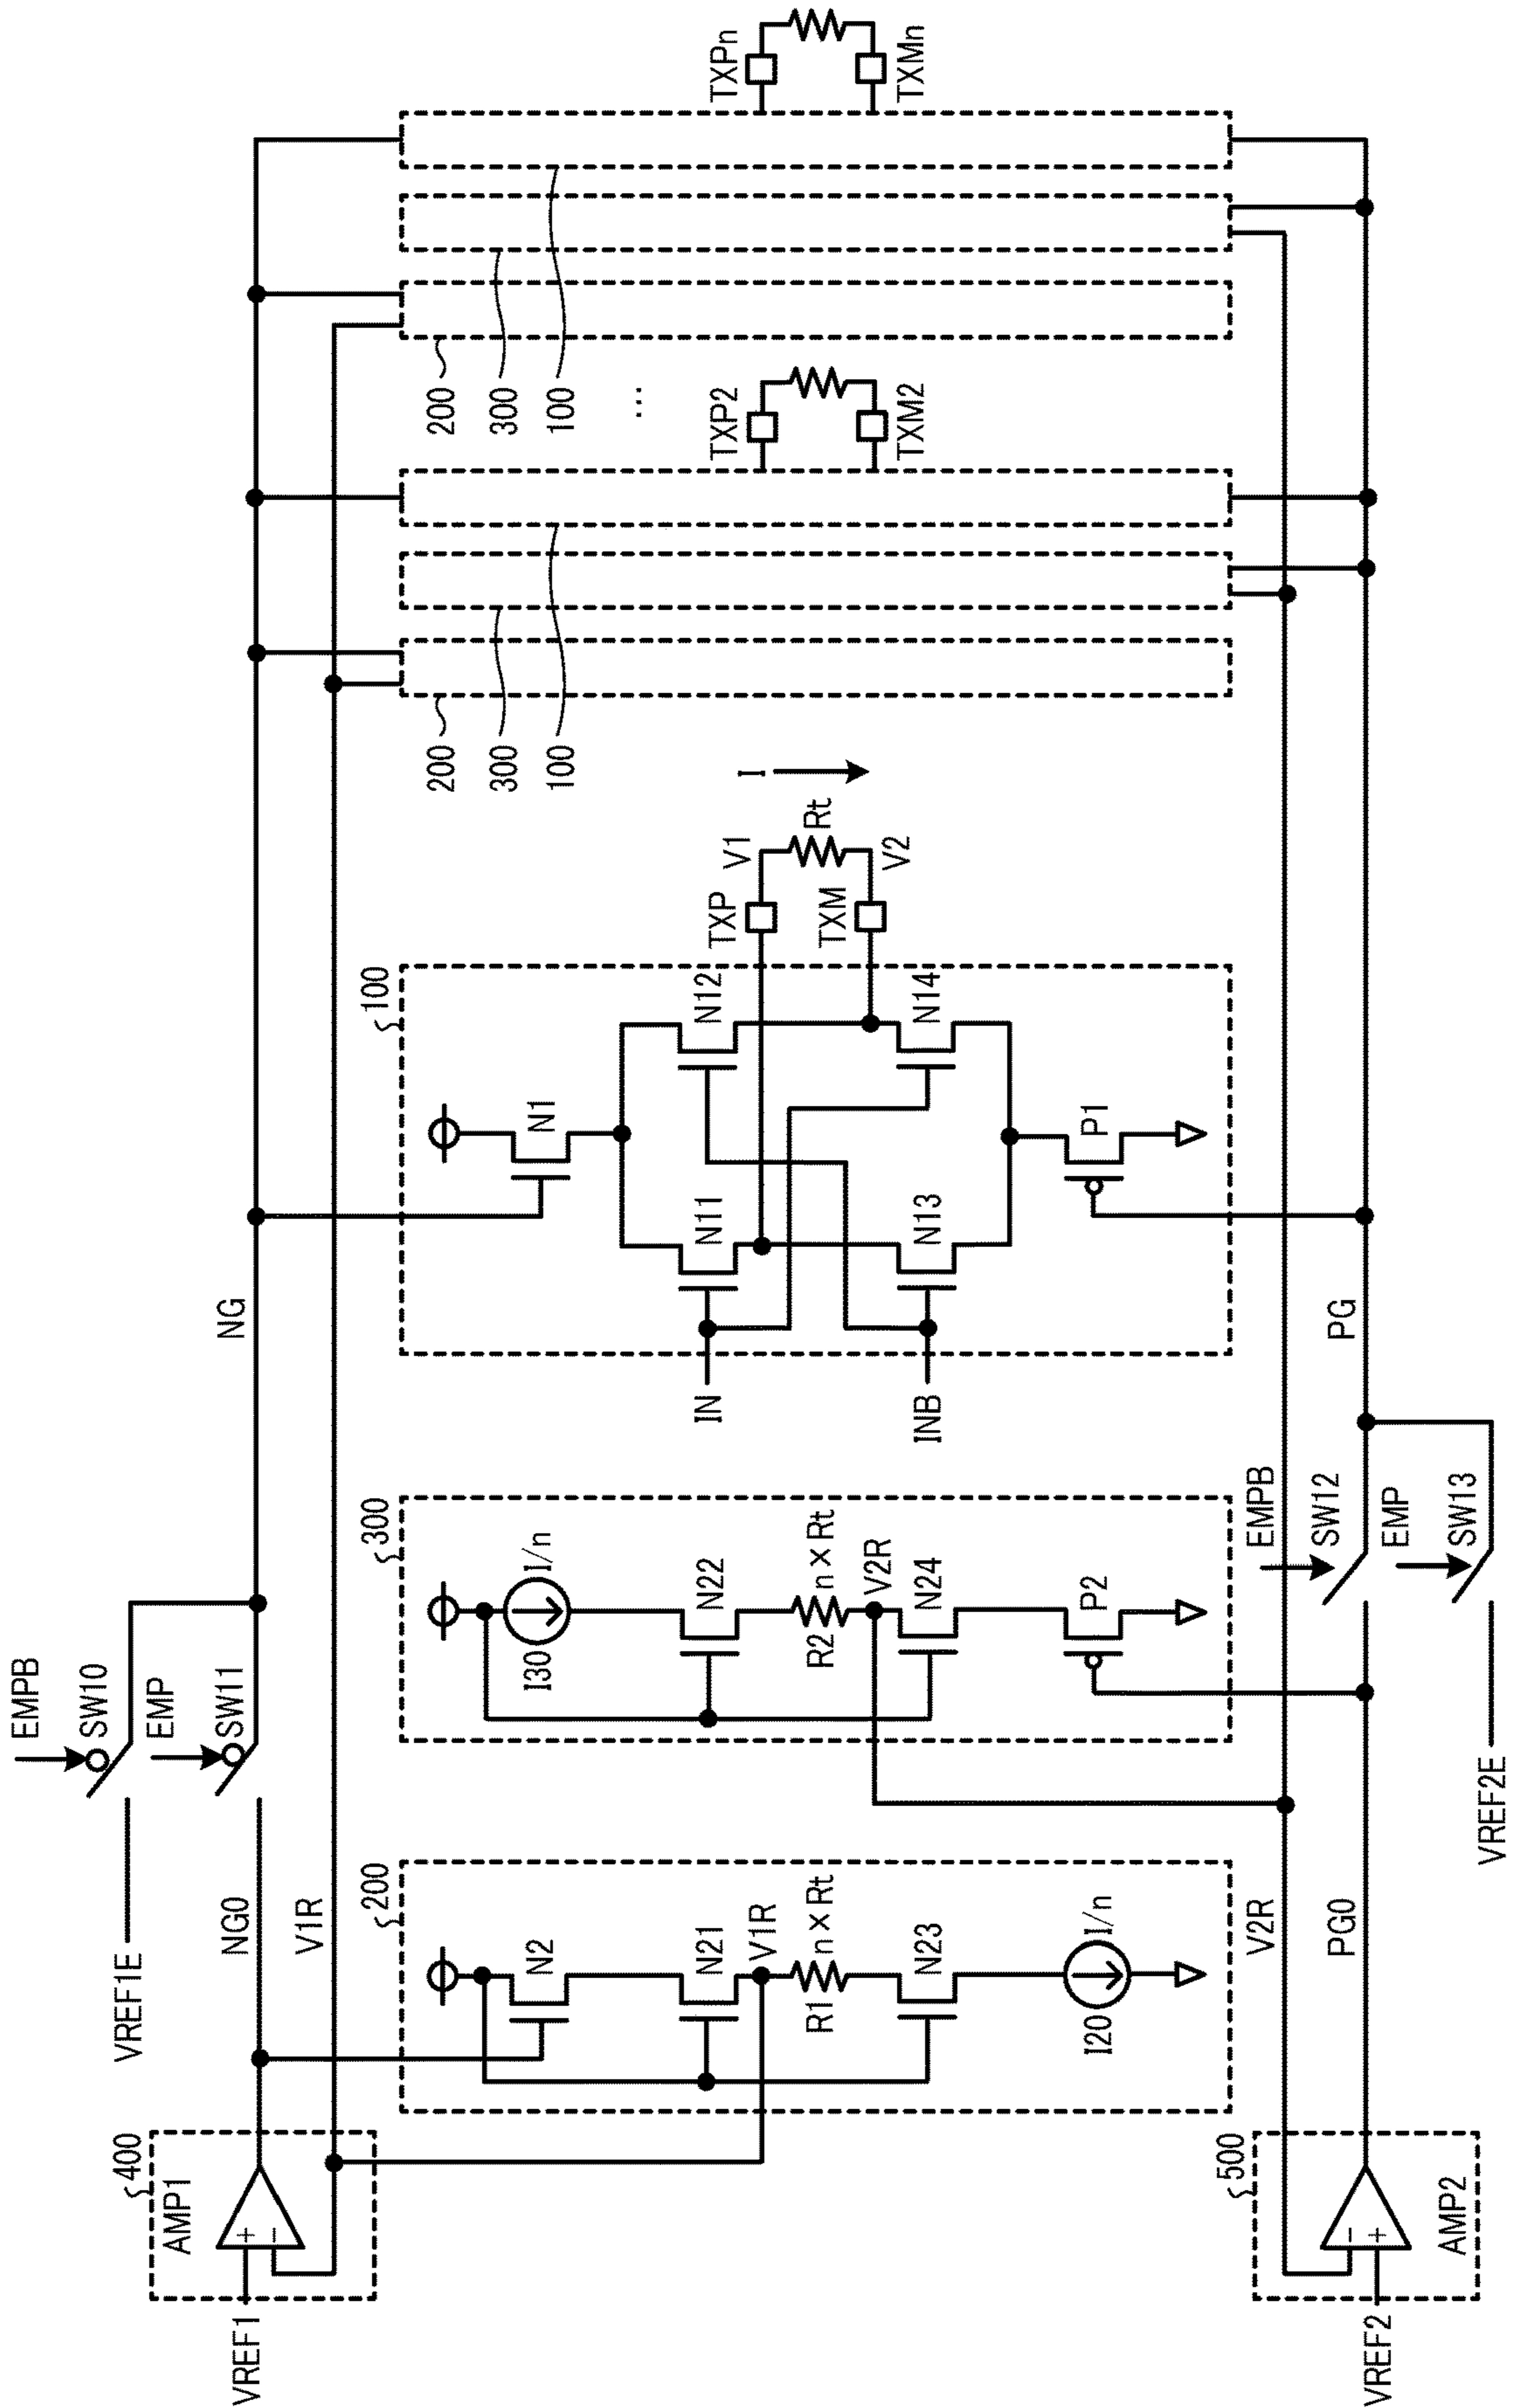 VREF1
AMP1
+
-
400
VREF1E
NG0
V1R
EMPB
SW10
EMP
SW11
NG
200
N2
N21
V1R
R1
n×Rt
N23
I20
I/n
300
I30
I/n
N22
R2
n×Rt
V2R
N24
P2
100
IN
INB
N1
N11
N12
N13
N14
P1
TXP
TXM
V1
Rt
V2
I
200
300
100
TXP2
TXM2
...
200
300
100
TXPn
TXMn
VREF2
AMP2
-
+
500
V2R
PG0
VREF2E
EMPB
SW12
EMP
SW13
PG